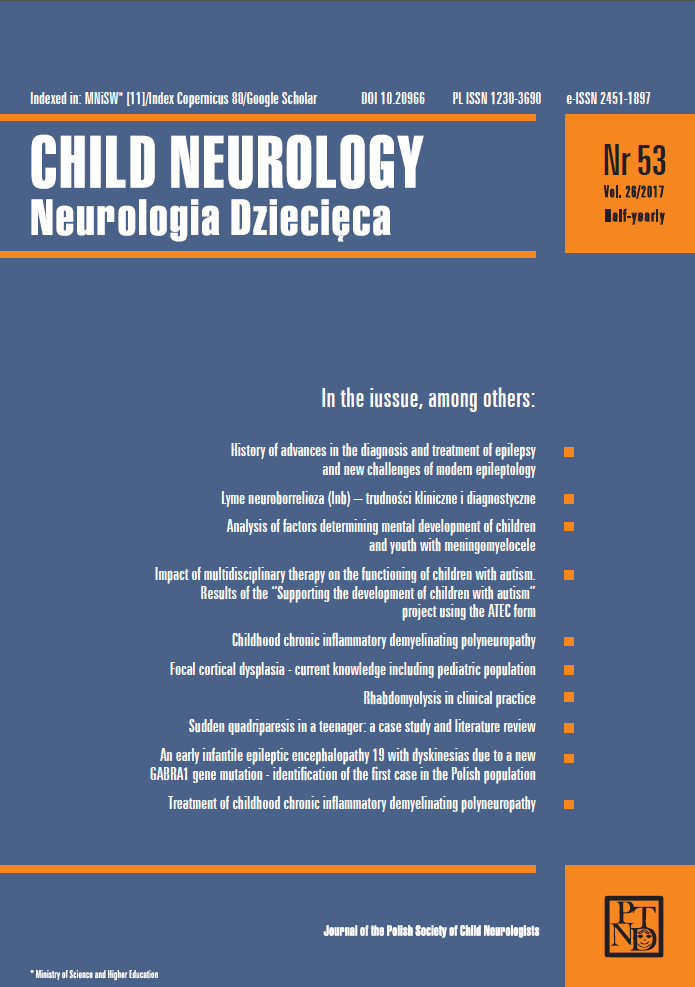 Indexed in: MNiSW* [11]/Index Copernicus 80/Google Scholar DOI 10.20966 PL ISSN 1230-3690 e-ISSN 2451-1897
CHILD NEUROLOGY
Neurologia Dziecięca
Nr 53
Vol. 26/2017
Half-yearly
In the iussue, among others:
History of advances in the diagnosis and treatment of epilepsy
and new challenges of modern epileptology
Lyme neuroborrelioza (lnb) – trudności kliniczne i diagnostyczne
Analysis of factors determining mental development of children
and youth with meningomyelocele
Impact of multidisciplinary therapy on the functioning of children with autism.
Results of the “Supporting the development of children with autism”
project using the ATEC form
Childhood chronic inflammatory demyelinating polyneuropathy
Focal cortical dysplasia - current knowledge including pediatric population
Rhabdomyolysis in clinical practice
Sudden quadriparesis in a teenager: a case study and literature review
An early infantile epileptic encephalopathy 19 with dyskinesias due to a new
GABRA1 gene mutation - identification of the first case in the Polish population
Treatment of childhood chronic inflammatory demyelinating polyneuropathy
Journal of the Polish Society of Child Neurologists
PT
ND
* Ministry of Science and Higher Education